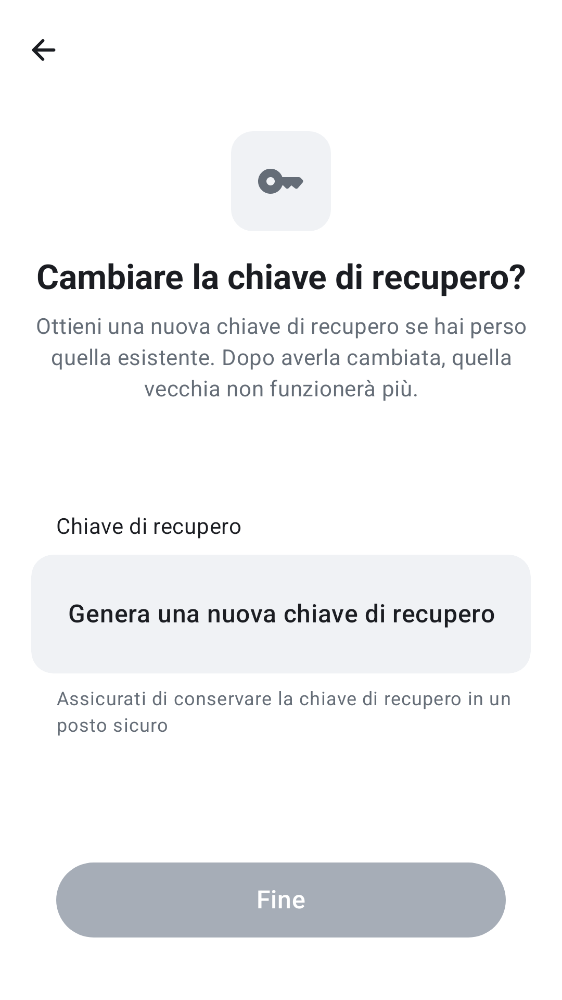 Cambiare la chiave di recupero?
Ottieni una nuova chiave di recupero se hai perso
quella esistente. Dopo averla cambiata, quella
vecchia non funzionerà più.
Chiave di recupero
Genera una nuova chiave di recupero
Assicurati di conservare la chiave di recupero in un
posto sicuro
Fine